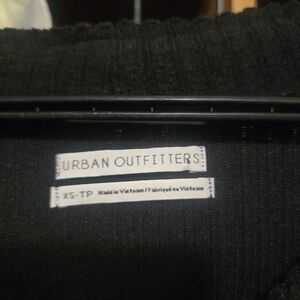 URBAN OUTFITTERS
XS-TP Made in Vietnam/Fabriqué au Vietnam